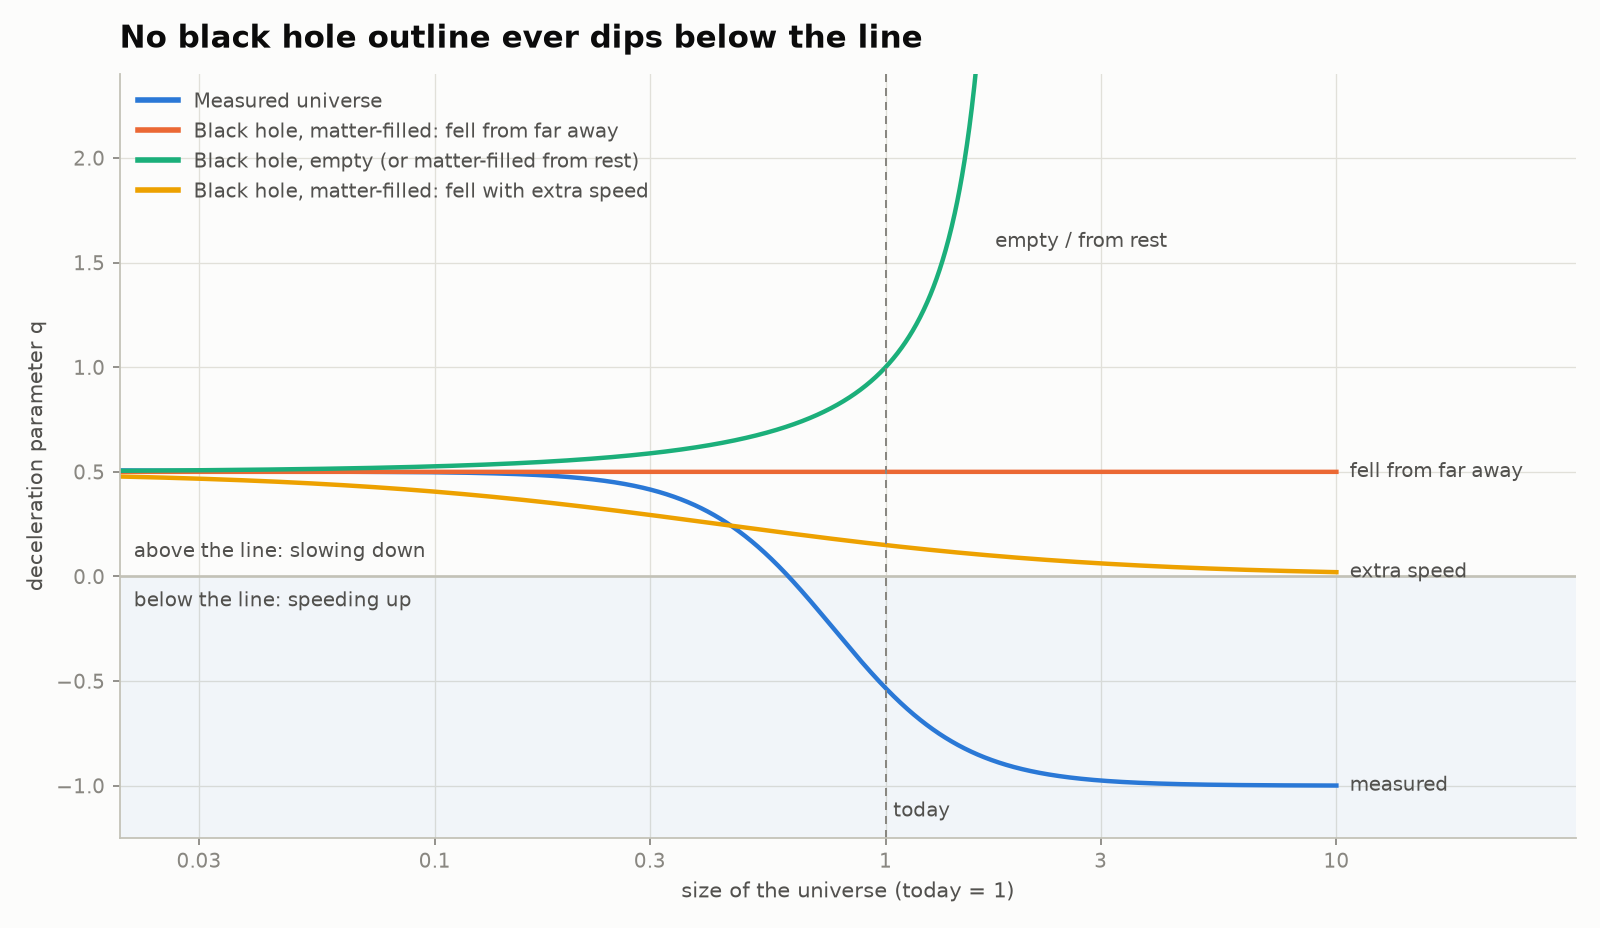 No black hole outline ever dips below the line
Measured universe
Black hole, matter-filled: fell from far away
Black hole, empty (or matter-filled from rest)
Black hole, matter-filled: fell with extra speed
2.0
1.5
1.0
0.5
0.0
−0.5
−1.0
deceleration parameter q
empty / from rest
fell from far away
above the line: slowing down
extra speed
below the line: speeding up
measured
today
0.03
0.1
0.3
1
3
10
size of the universe (today = 1)